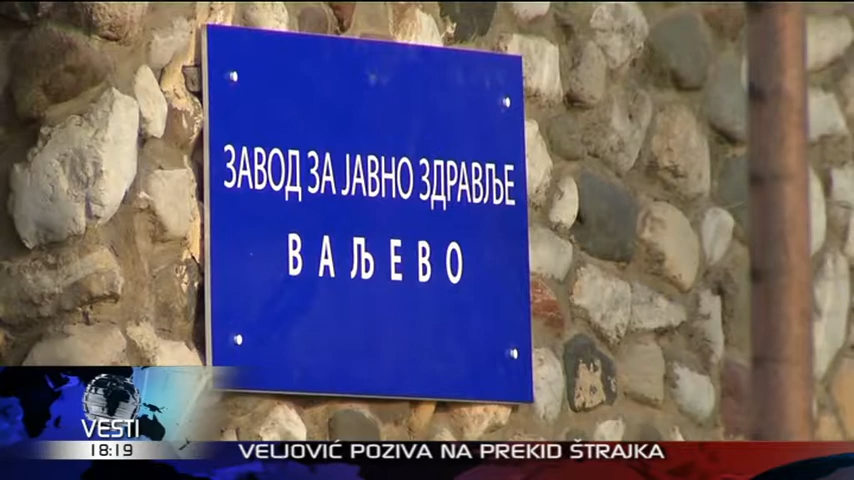 ЗАВОД ЗА ЈАВНО ЗДРАВЉЕ
ВАЉЕВО
VESTI
18:19
VELJOVIĆ POZIVA NA PREKID ŠTRAJKA